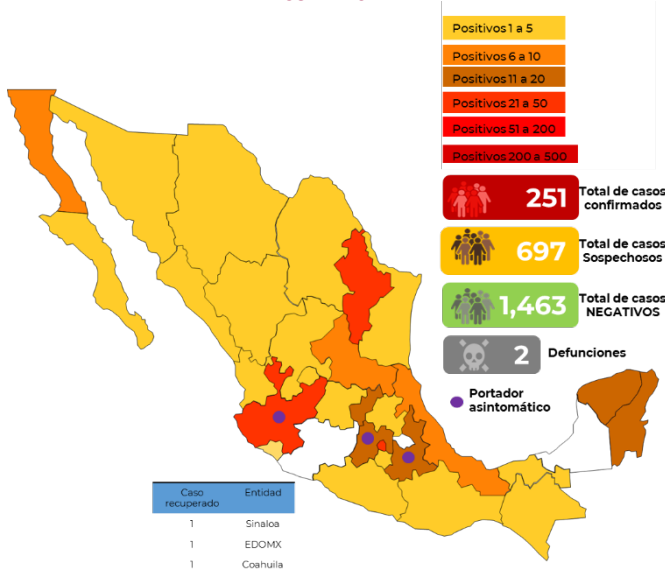 Positivos 1 a 5
Positivos 6 a 10
Positivos 11 a 20
Positivos 21 a 50
Positivos 51 a 200
Positivos 200 a 500
251 Total de casos
confirmados
697 Total de casos
Sospechosos
1,463 Total de casos
NEGATIVOS
2 Defunciones
Portador
asintomático
Caso
recuperado
Entidad
1 Sinaloa
1 EDOMX
1 Coahuila